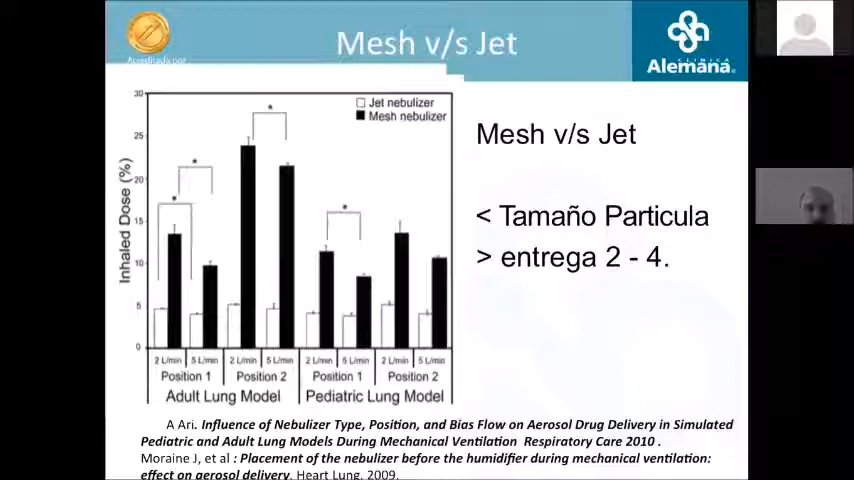 Acreditada por
Mesh v/s Jet
CLINICA
Alemana®
30
25
20
15
10
5
0
Inhaled Dose (%)
Jet nebulizer
Mesh nebulizer
*
*
*
*
2 L/min 5 L/min 2 L/min 5 L/min 2 L/min 5 L/min 2 L/min 5 L/min
Position 1 Position 2 Position 1 Position 2
Adult Lung Model Pediatric Lung Model
Mesh v/s Jet
< Tamaño Particula
> entrega 2 - 4.
A Ari. Influence of Nebulizer Type, Position, and Bias Flow on Aerosol Drug Delivery in Simulated
Pediatric and Adult Lung Models During Mechanical Ventilation Respiratory Care 2010 .
Moraine J, et al : Placement of the nebulizer before the humidifier during mechanical ventilation:
effect on aerosol delivery. Heart Lung. 2009.